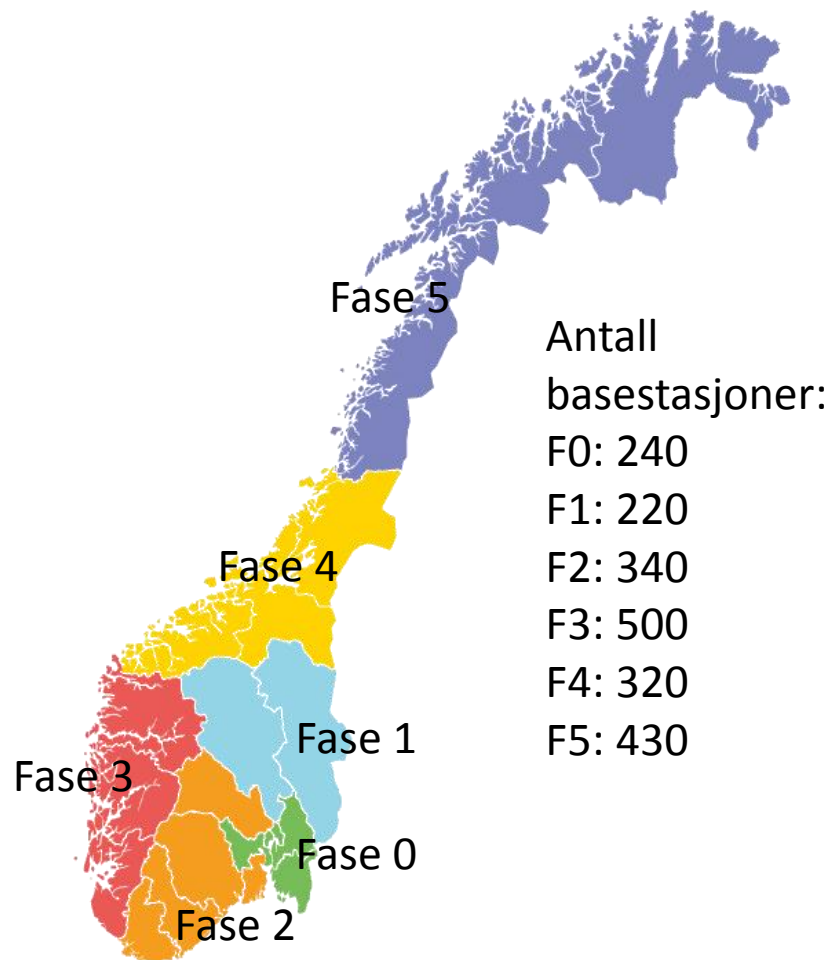 Fase 5
Antall
basestasjoner:
F0: 240
F1: 220
F2: 340
F3: 500
F4: 320
F5: 430
Fase 4
Fase 1
Fase 3
Fase 0
Fase 2